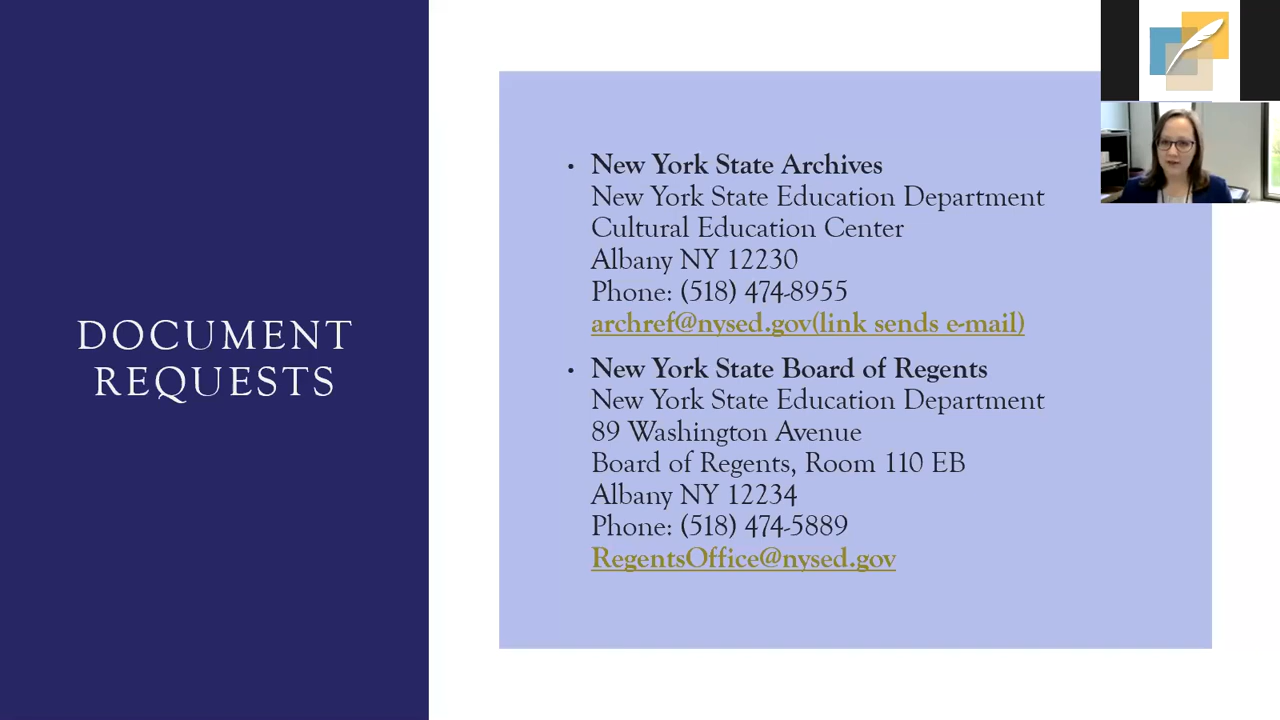 DOCUMENT
REQUESTS
• New York State Archives
New York State Education Department
Cultural Education Center
Albany NY 12230
Phone: (518) 474-8955
archref@nysed.gov(link sends e-mail)
• New York State Board of Regents
New York State Education Department
89 Washington Avenue
Board of Regents, Room 110 EB
Albany NY 12234
Phone: (518) 474-5889
RegentsOffice@nysed.gov